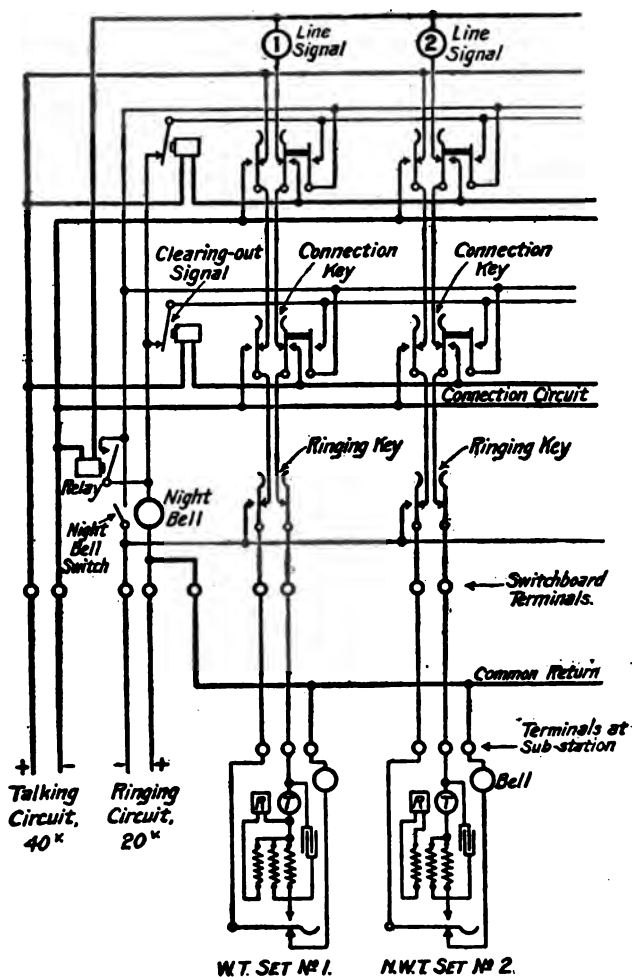 1
Line
Signal
2
Line
Signal
Clearing-out
Signal
Connection
Key
Connection
Key
Connection Circuit
Ringing Key
Ringing Key
Relay
Night
Bell
Night
Bell
Switch
Switchboard
Terminals.
Common Return
Terminals at
Sub-station
+ - - +
Talking
Circuit,
40ᵛ
Ringing
Circuit,
20ᵛ
Bell
R T
R T
W.T. SET Nº 1.
N.W.T. SET Nº 2.